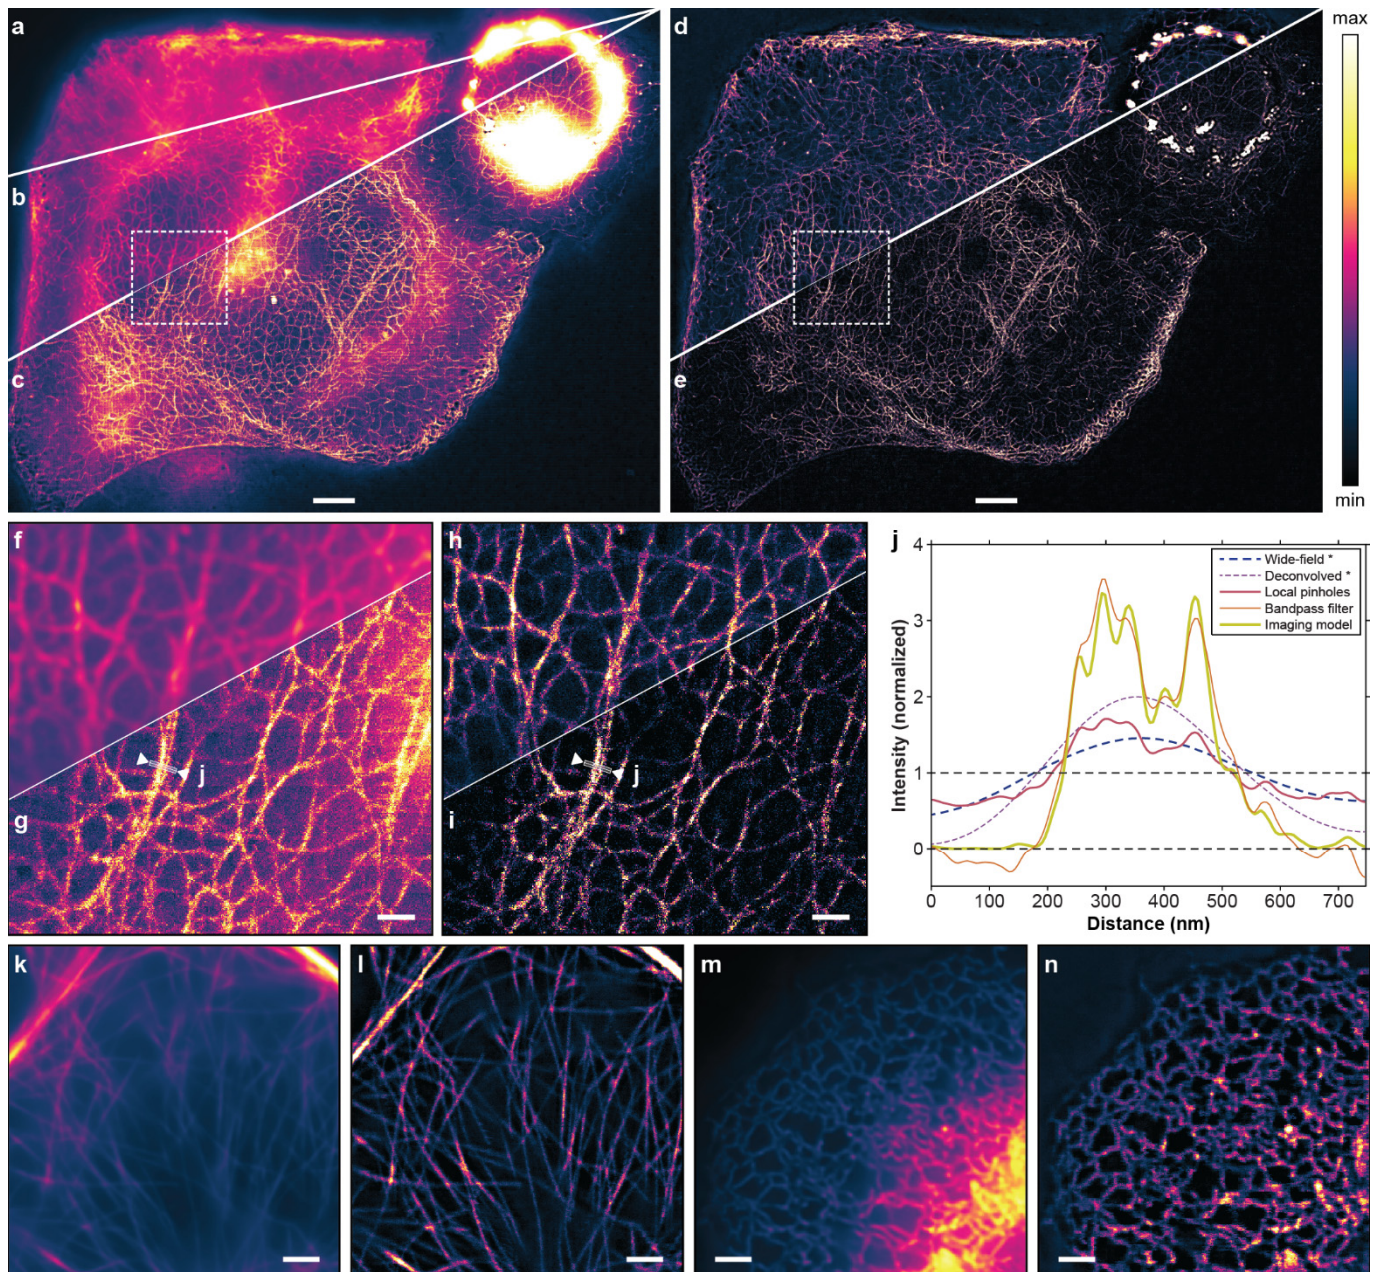 a
d
max
b
c
e
min
f
h
j
4
Wide-field *
Deconvolved *
Local pinholes
Bandpass filter
Imaging model
3
2
1
0
Intensity (normalized)
j
j
g
i
0 100 200 300 400 500 600 700
Distance (nm)
k
l
m
n